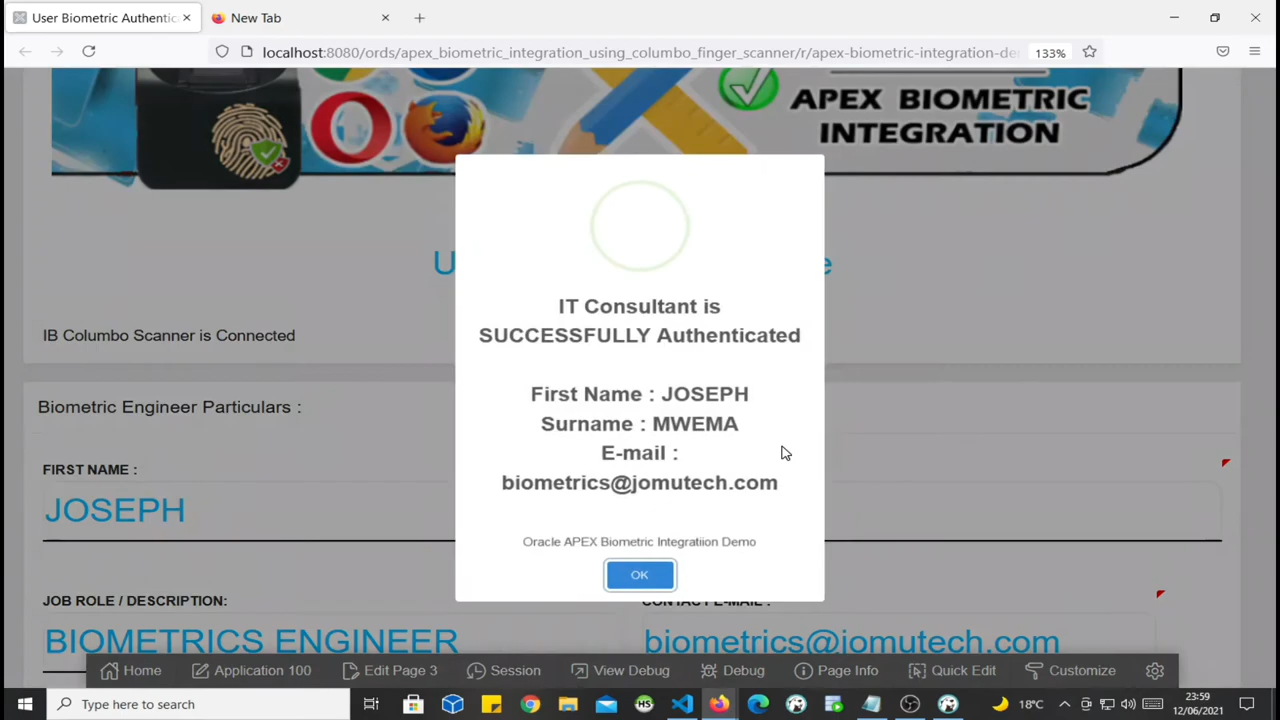 User Biometric Authentic
New Tab
localhost:8080/ords/apex_biometric_integration_using_columbo_finger_scanner/r/apex-biometric-integration-de
133%
APEX BIOMETRIC
INTEGRATION
U
e
IB Columbo Scanner is Connected
IT Consultant is
SUCCESSFULLY Authenticated
First Name : JOSEPH
Surname : MWEMA
E-mail :
biometrics@jomutech.com
Oracle APEX Biometric Integratiion Demo
OK
Biometric Engineer Particulars :
FIRST NAME :
JOSEPH
JOB ROLE / DESCRIPTION:
CONTACT E-MAIL :
BIOMETRICS ENGINEER
biometrics@jomutech.com
Home
Application 100
Edit Page 3
Session
View Debug
Debug
Page Info
Quick Edit
Customize
Type here to search
HS
18°C
23:59
12/06/2021